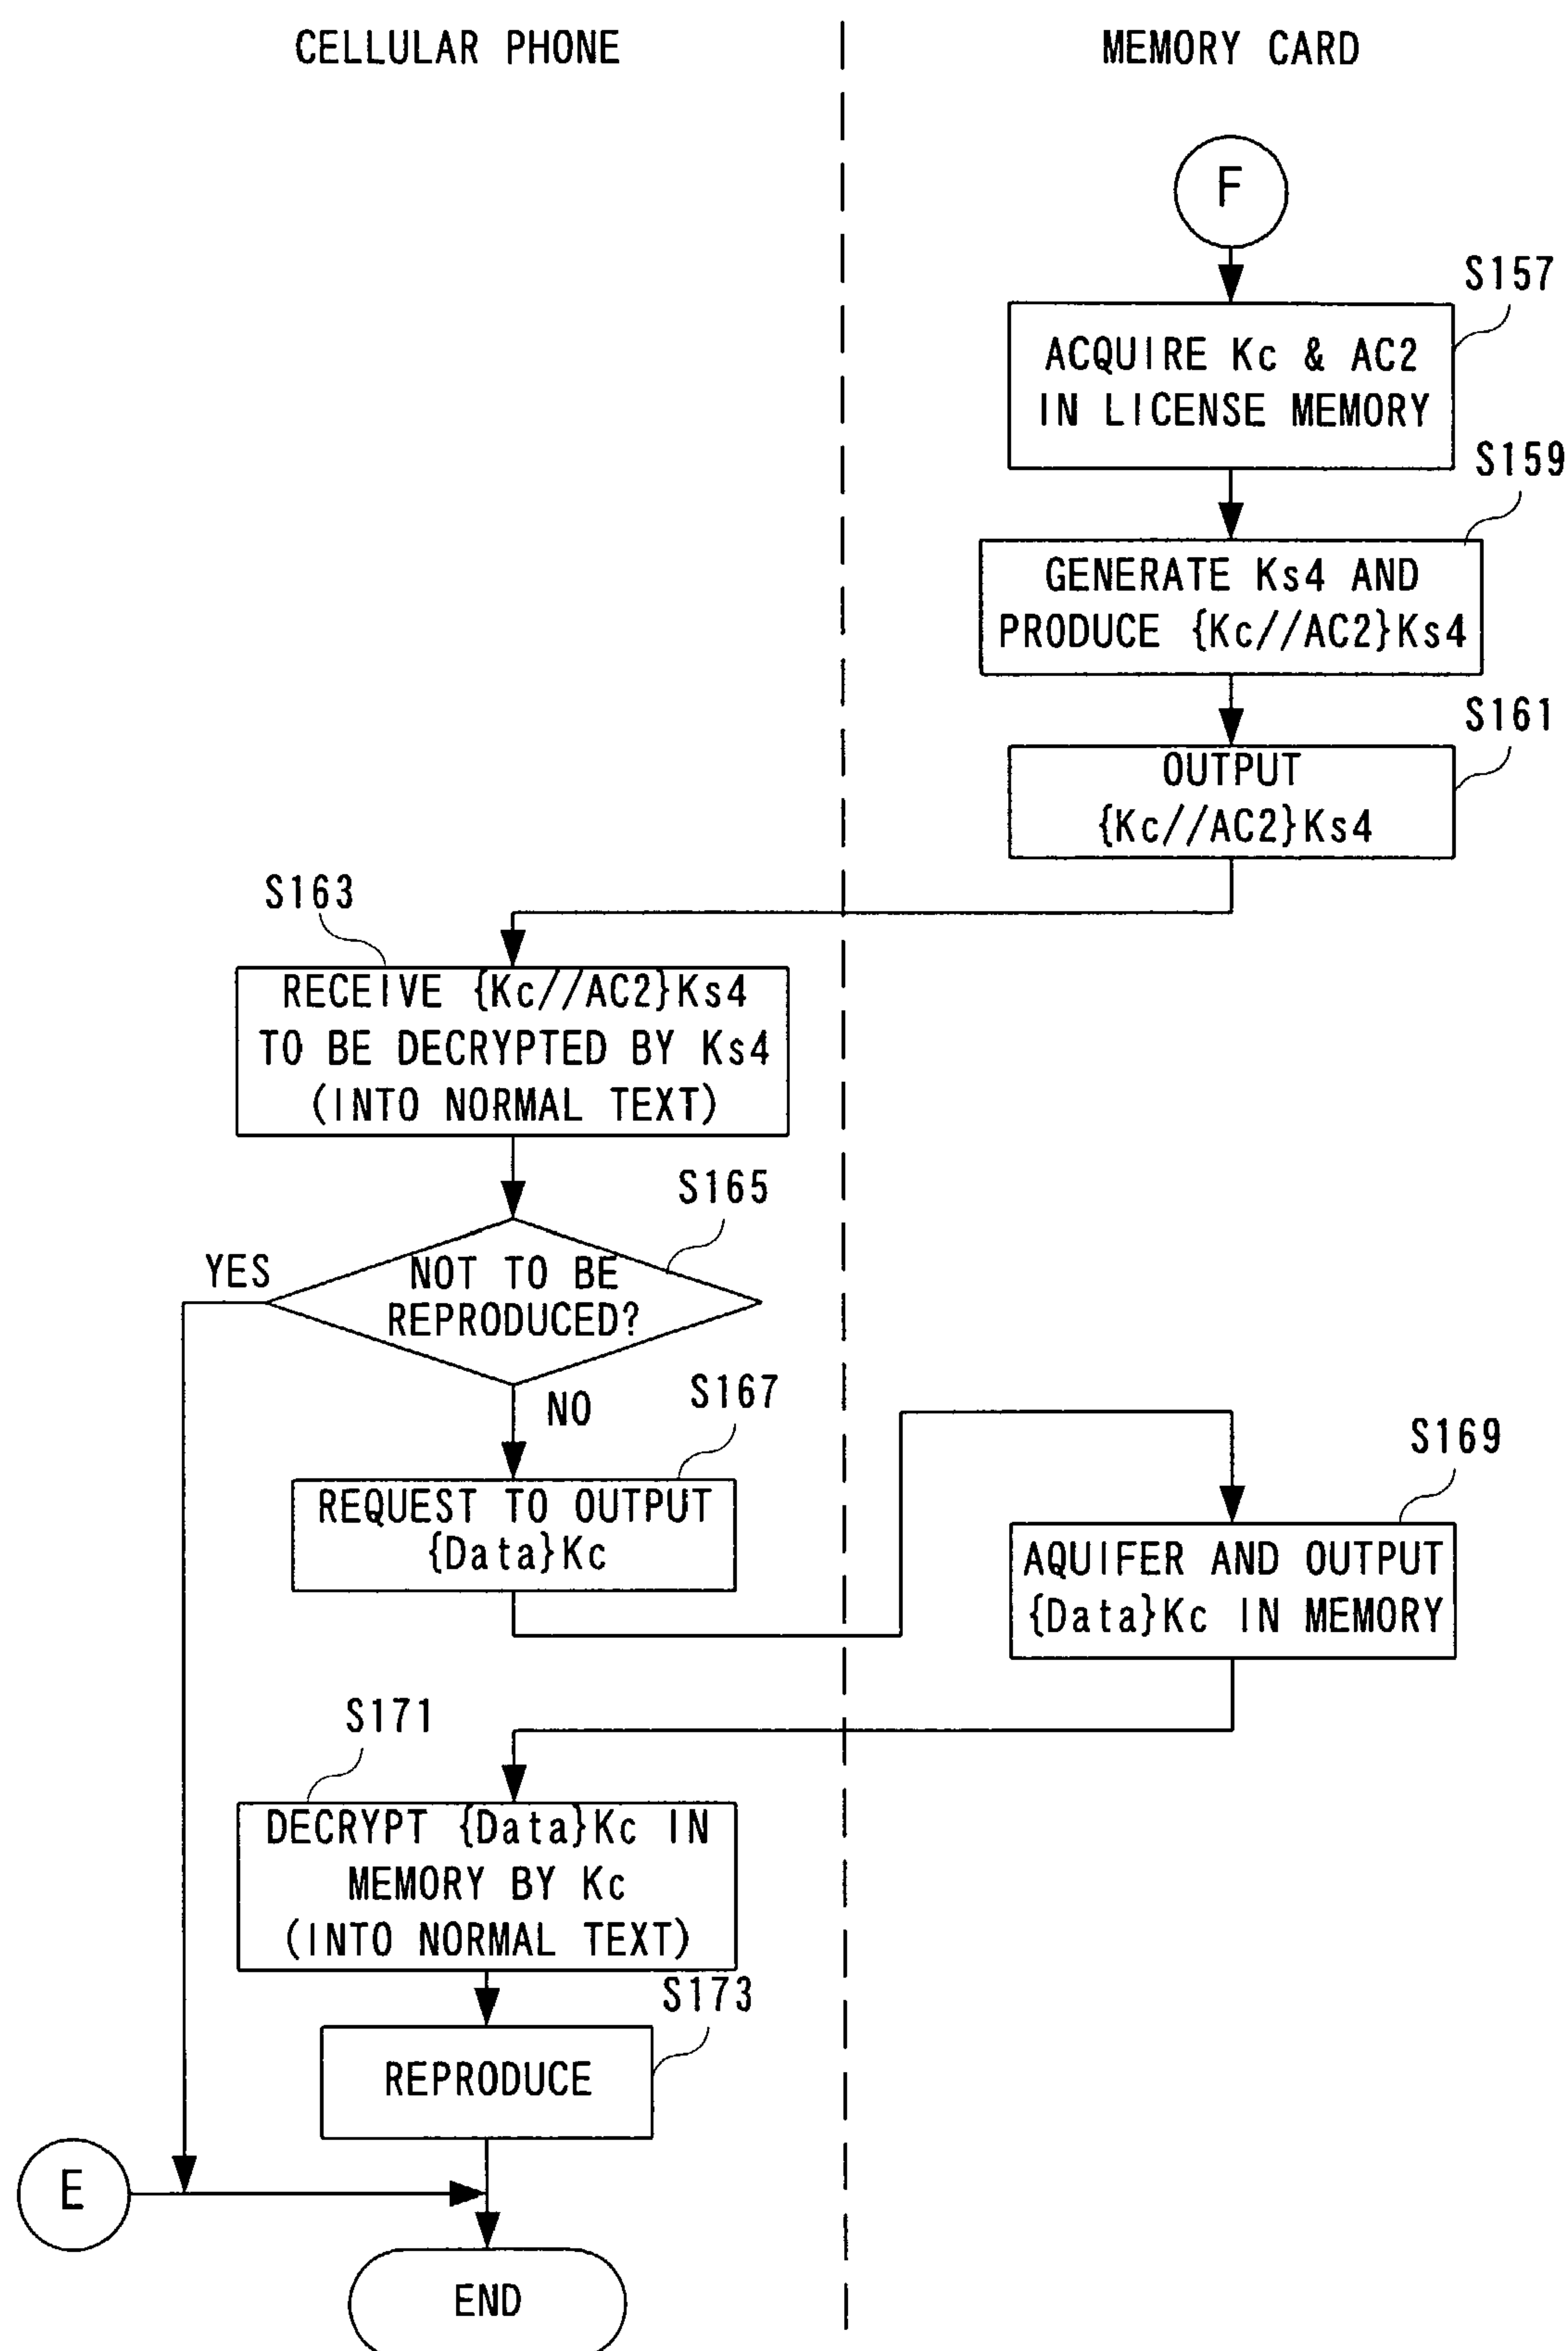 CELLULAR PHONE
MEMORY CARD
F
S157
ACQUIRE Kc & AC2
IN LICENSE MEMORY
S159
GENERATE Ks4 AND
PRODUCE {Kc//AC2}Ks4
S161
OUTPUT
{Kc//AC2}Ks4
S163
RECEIVE {Kc//AC2}Ks4
TO BE DECRYPTED BY Ks4
(INTO NORMAL TEXT)
S165
YES
NOT TO BE
REPRODUCED?
NO
S167
REQUEST TO OUTPUT
{Data}Kc
S169
AQUIFER AND OUTPUT
{Data}Kc IN MEMORY
S171
DECRYPT {Data}Kc IN
MEMORY BY Kc
(INTO NORMAL TEXT)
S173
REPRODUCE
E
END